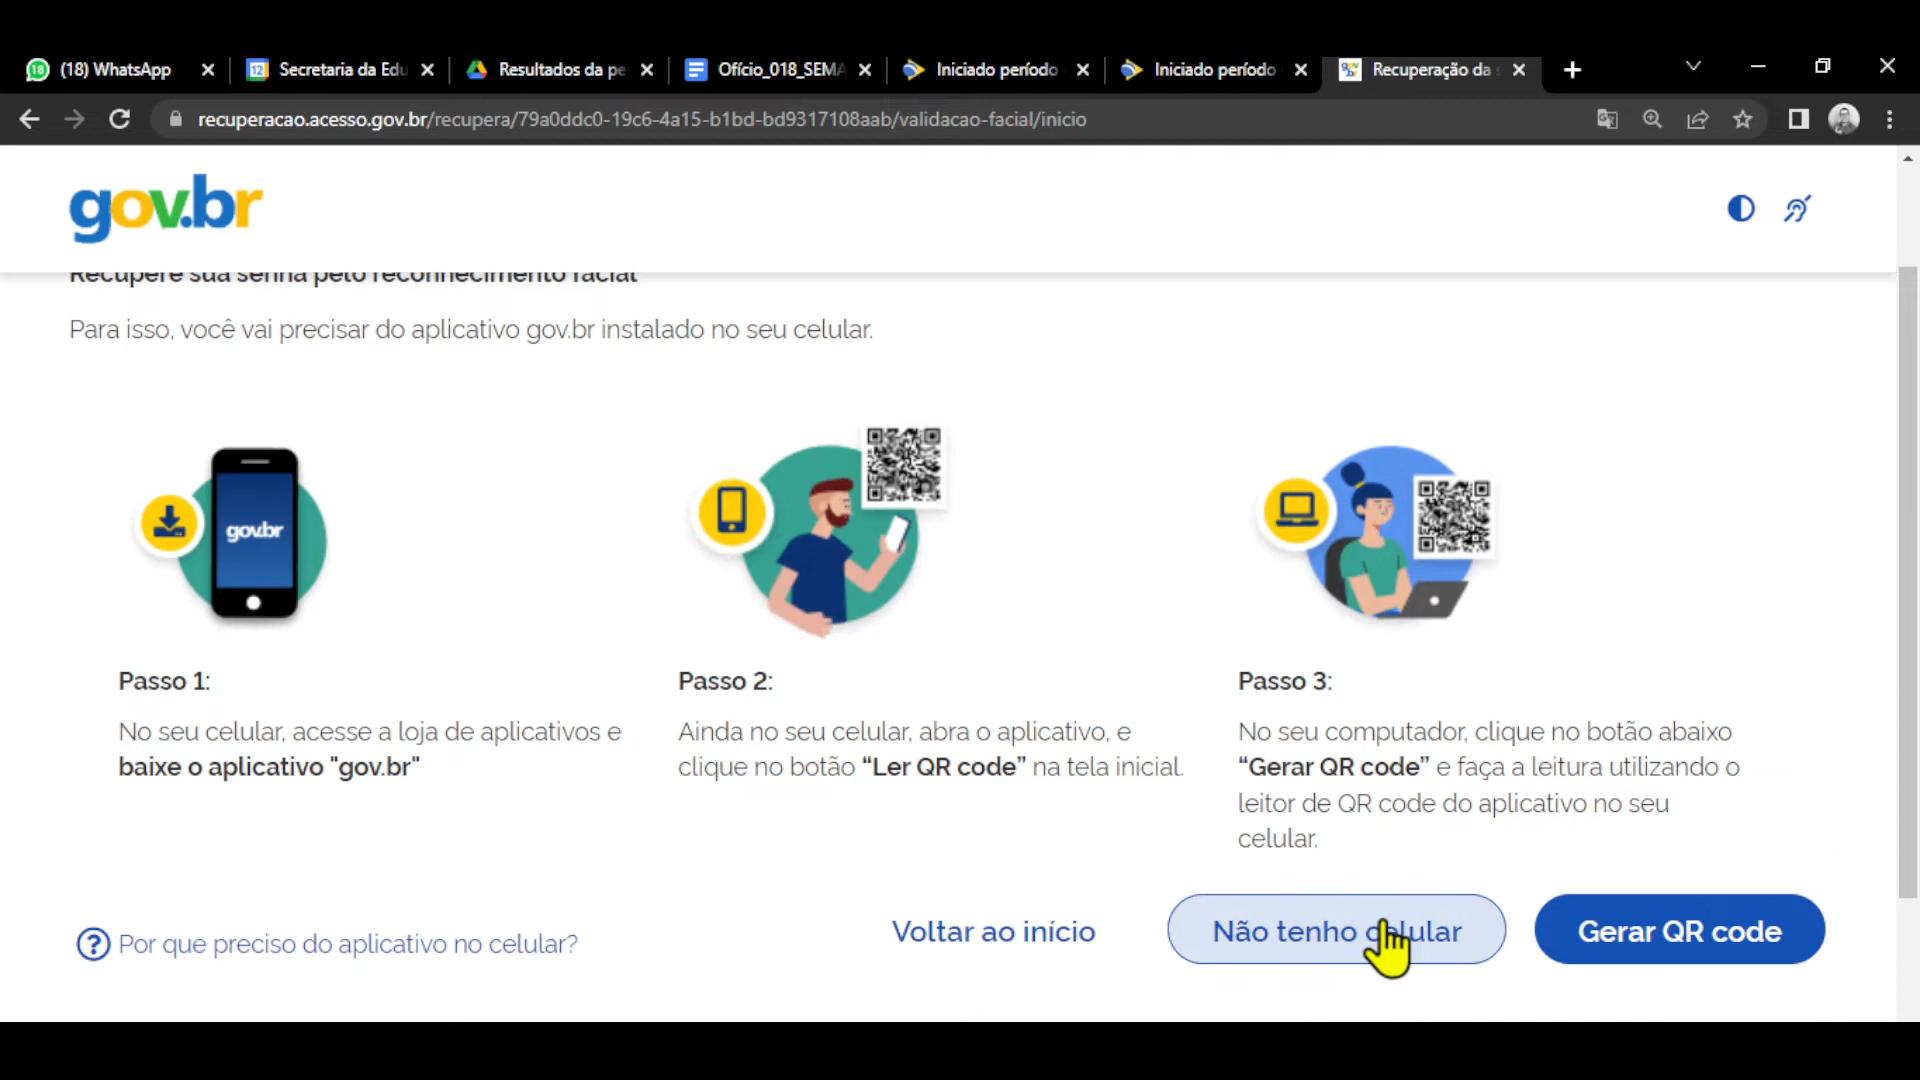 (18) WhatsApp
Secretaria da Edu
Resultados da pe
Ofício_018_SEMA
Iniciado período
Iniciado período
Recuperação da s
recuperacao.acesso.gov.br/recupera/79a0ddc0-19c6-4a15-b1bd-bd9317108aab/validacao-facial/inicio
gov.br
Recupere sua senha pelo reconhecimento facial
Para isso, você vai precisar do aplicativo gov.br instalado no seu celular.
gov.br
Passo 1:
No seu celular, acesse a loja de aplicativos e
baixe o aplicativo "gov.br"
Passo 2:
Ainda no seu celular, abra o aplicativo, e
clique no botão “Ler QR code” na tela inicial.
Passo 3:
No seu computador, clique no botão abaixo
“Gerar QR code” e faça a leitura utilizando o
leitor de QR code do aplicativo no seu
celular.
Por que preciso do aplicativo no celular?
Voltar ao início
Não tenho celular
Gerar QR code